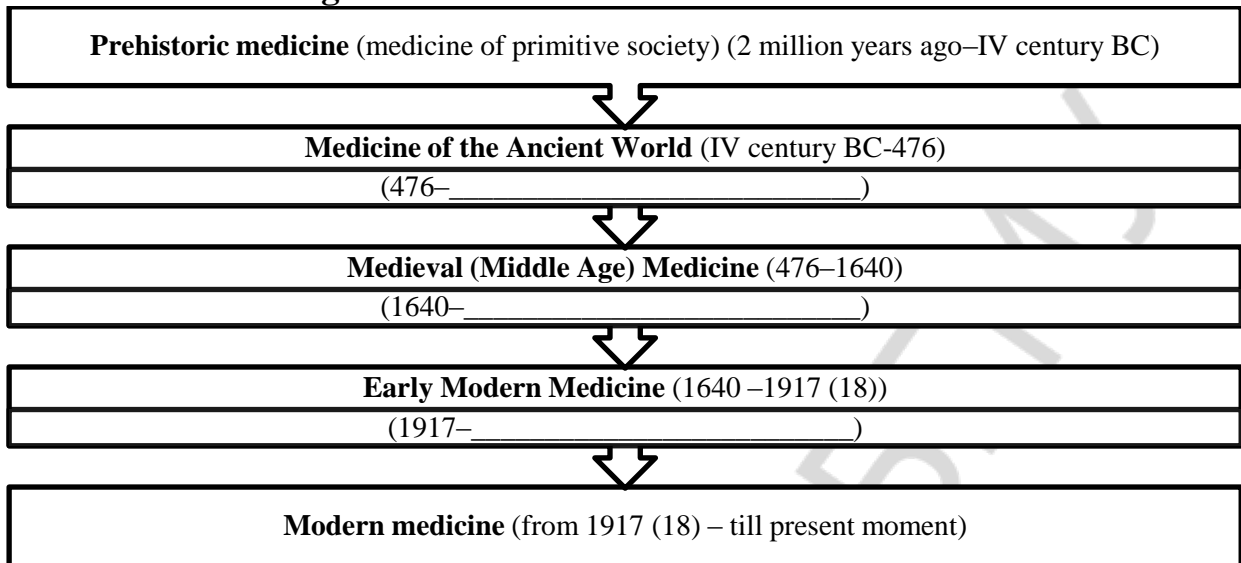 Prehistoric medicine (medicine of primitive society) (2 million years ago–IV century BC)
Medicine of the Ancient World (IV century BC-476)
(476–____________________________)
Medieval (Middle Age) Medicine (476–1640)
(1640–___________________________)
Early Modern Medicine (1640 –1917 (18))
(1917–__________________________)
Modern medicine (from 1917 (18) – till present moment)